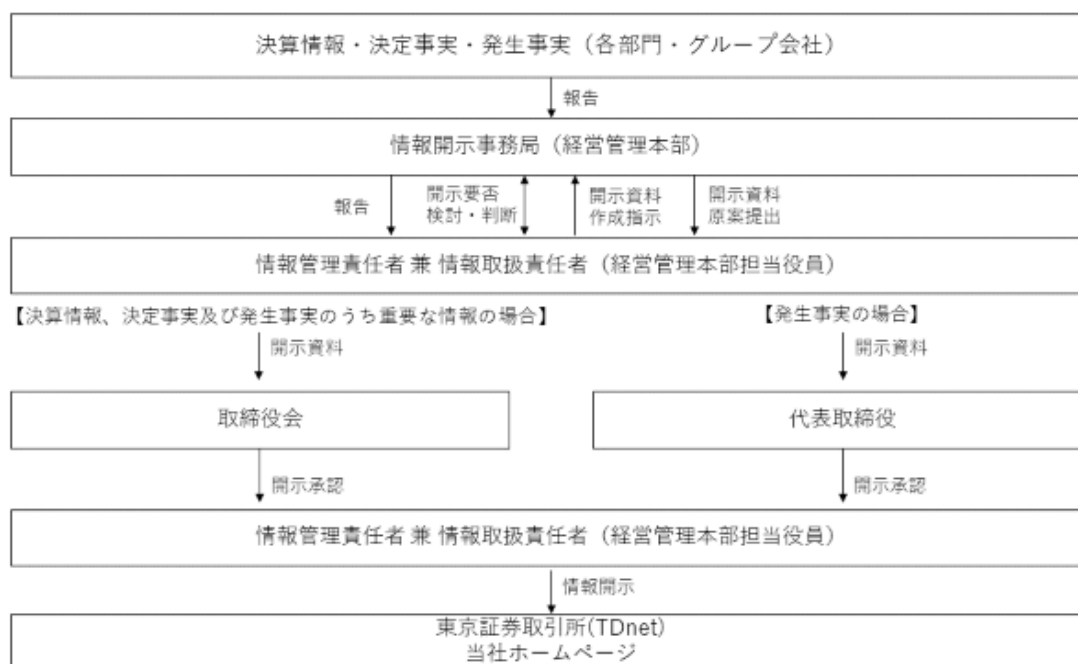 決算情報・決定事実・発生事実（各部門・グループ会社）
報告
情報開示事務局（経営管理本部）
報告
開示要否
検討・判断
開示資料
作成指示
開示資料
原案提出
情報管理責任者 兼 情報取扱責任者（経営管理本部担当役員）
【決算情報、決定事実及び発生事実のうち重要な情報の場合】
【発生事実の場合】
開示資料
開示資料
取締役会
代表取締役
開示承認
開示承認
情報管理責任者 兼 情報取扱責任者（経営管理本部担当役員）
情報開示
東京証券取引所(TDnet)
当社ホームページ